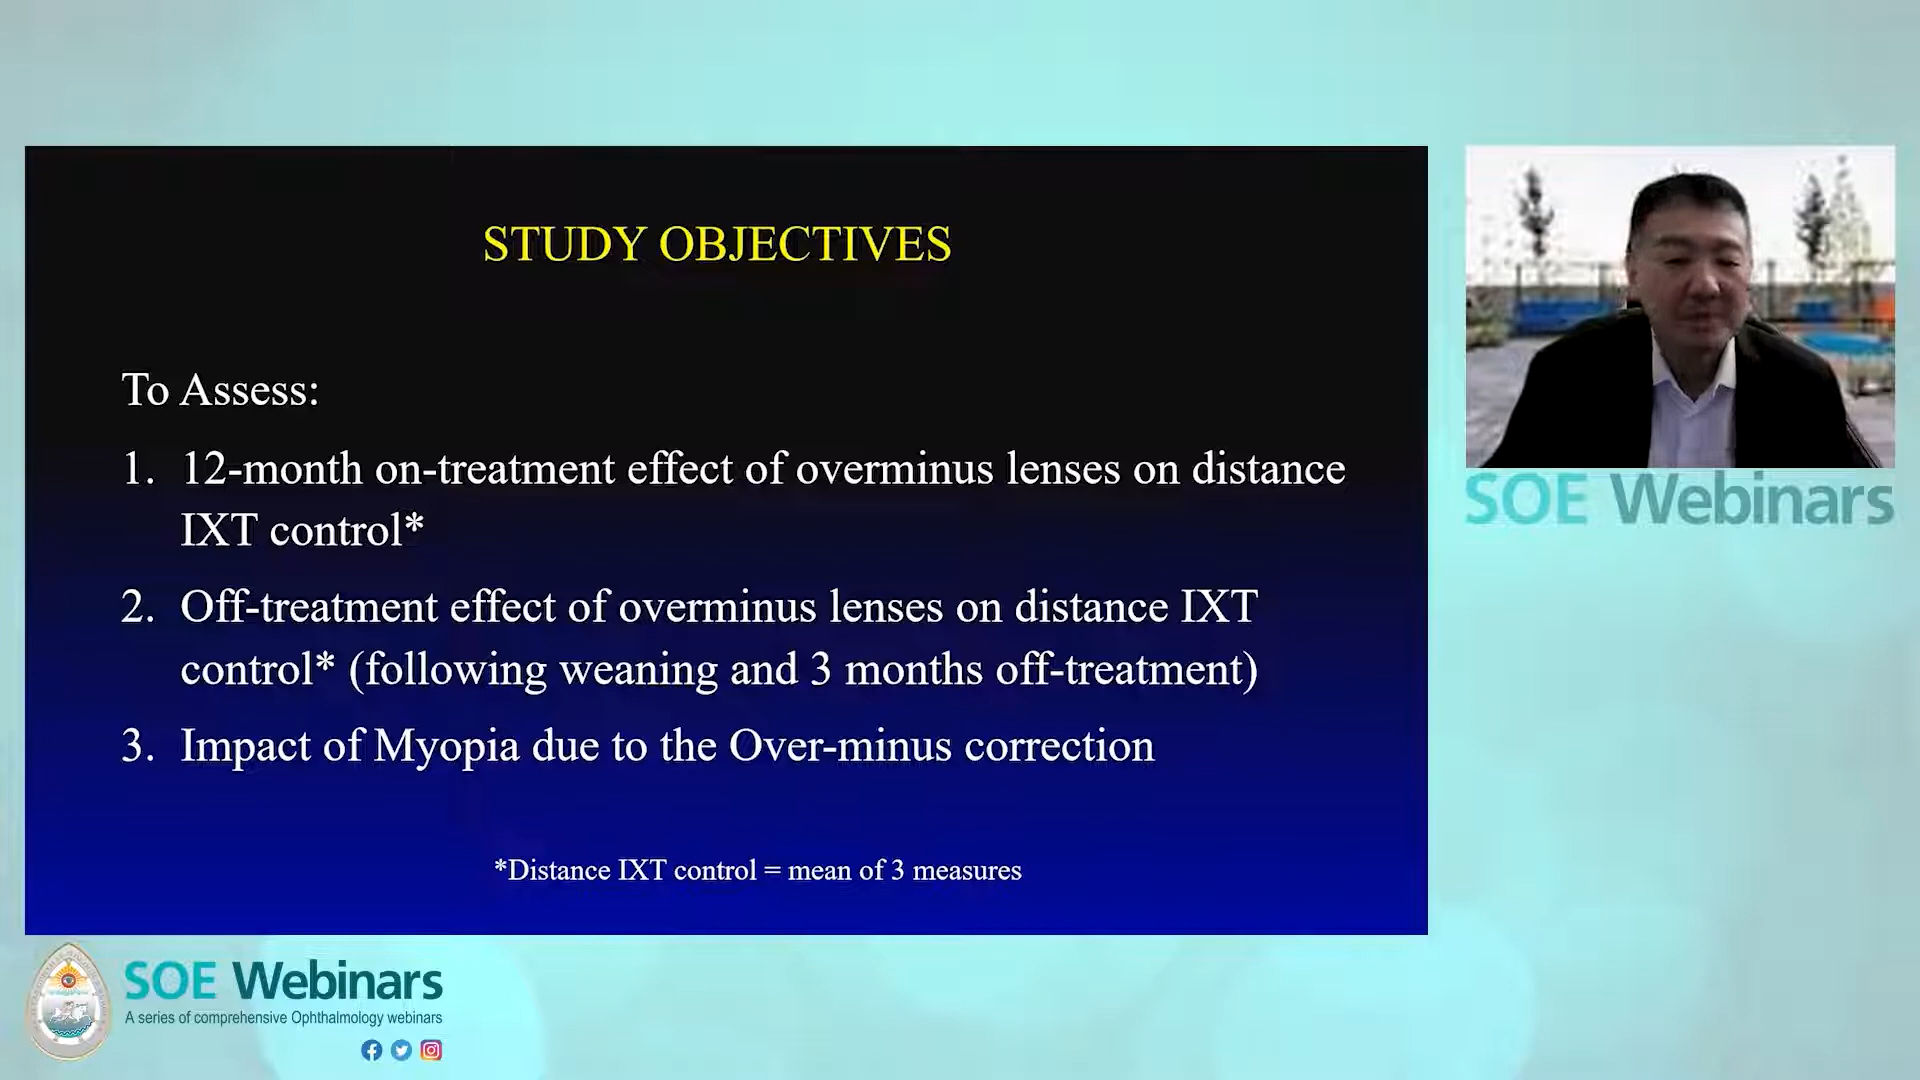 STUDY OBJECTIVES
To Assess:
1. 12-month on-treatment effect of overminus lenses on distance
IXT control*
2. Off-treatment effect of overminus lenses on distance IXT
control* (following weaning and 3 months off-treatment)
3. Impact of Myopia due to the Over-minus correction
*Distance IXT control = mean of 3 measures
SOE Webinars
SOE Webinars
A series of comprehensive Ophthalmology webinars